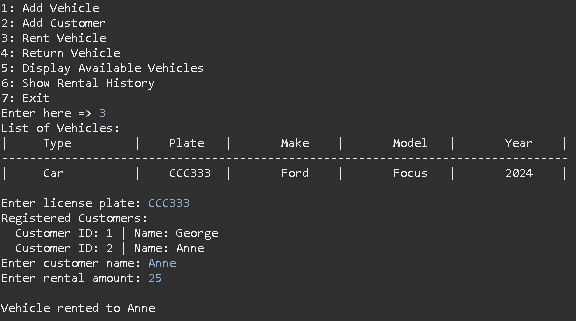 1: Add Vehicle
2: Add Customer
3: Rent Vehicle
4: Return Vehicle
5: Display Available Vehicles
6: Show Rental History
7: Exit
Enter here => 3
List of Vehicles:
| Type | Plate | Make | Model | Year |
--------------------------------------------------------------------------------
| Car | CCC333 | Ford | Focus | 2024 |
Enter license plate: CCC333
Registered Customers:
Customer ID: 1 | Name: George
Customer ID: 2 | Name: Anne
Enter customer name: Anne
Enter rental amount: 25
Vehicle rented to Anne